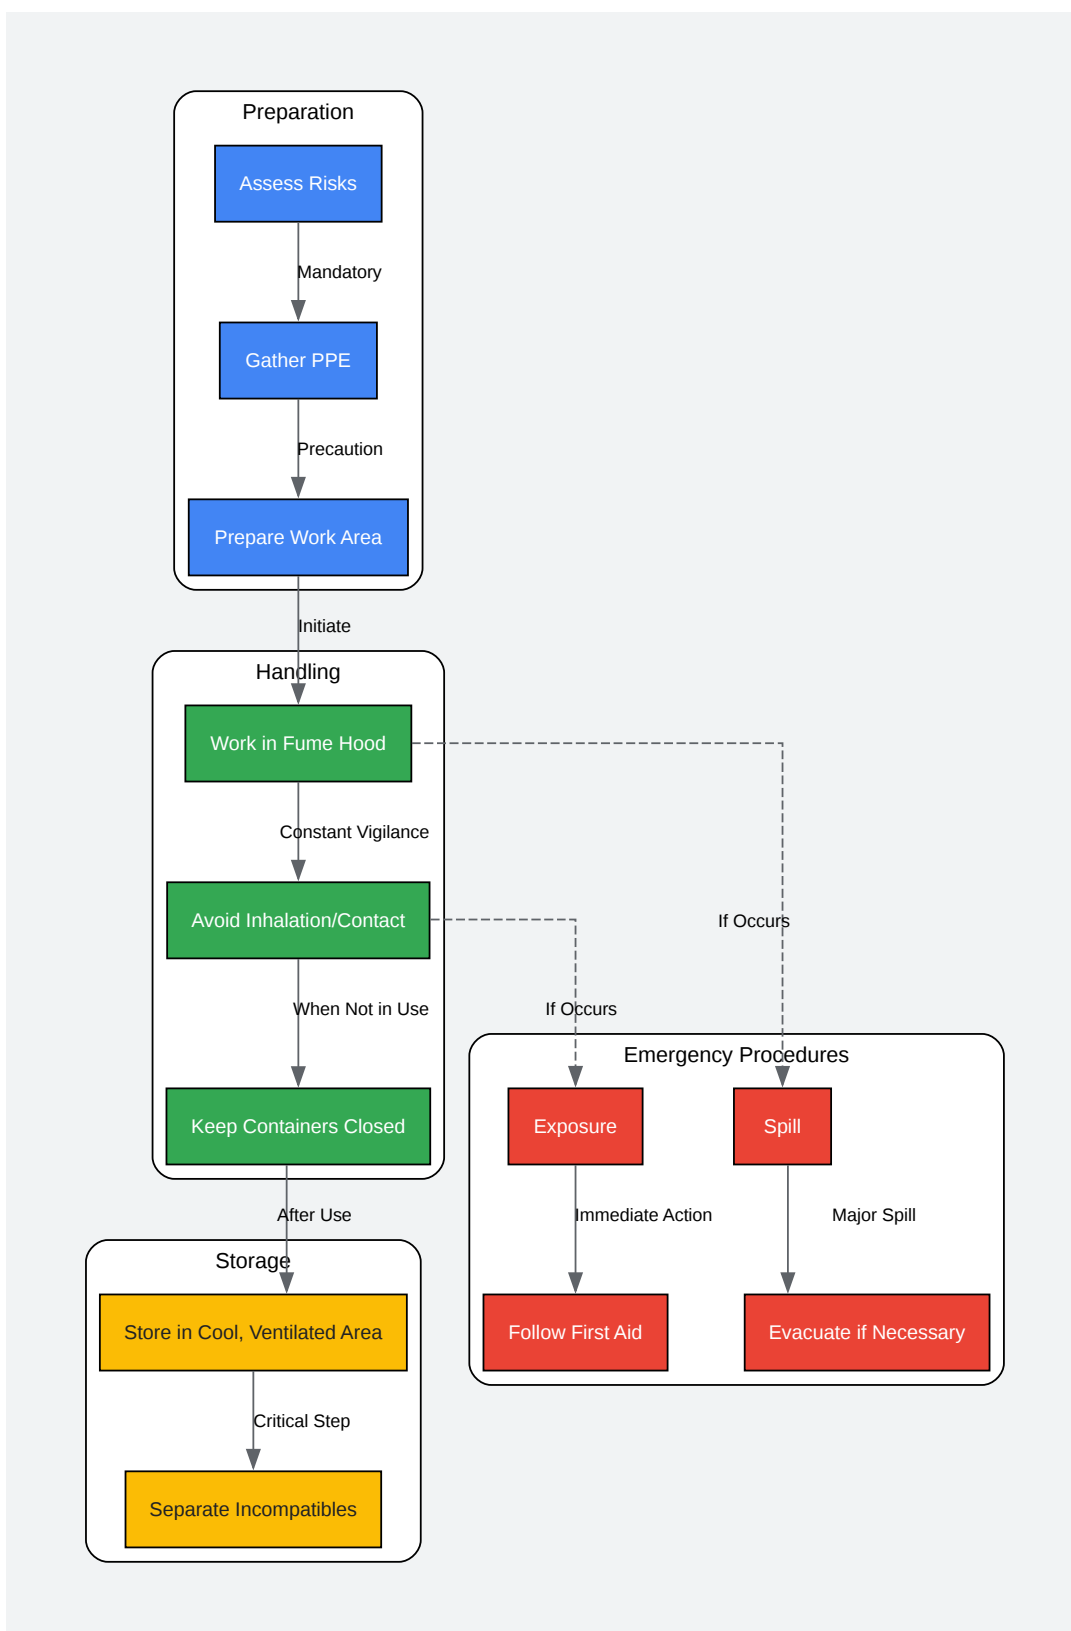 Preparation
Assess Risks
Mandatory
Gather PPE
Precaution
Prepare Work Area
Initiate
Handling
Work in Fume Hood
Constant Vigilance
Avoid Inhalation/Contact
If Occurs
When Not in Use
If Occurs
Emergency Procedures
Keep Containers Closed
Exposure
Spill
After Use
Immediate Action
Major Spill
Storage
Store in Cool, Ventilated Area
Follow First Aid
Evacuate if Necessary
Critical Step
Separate Incompatibles